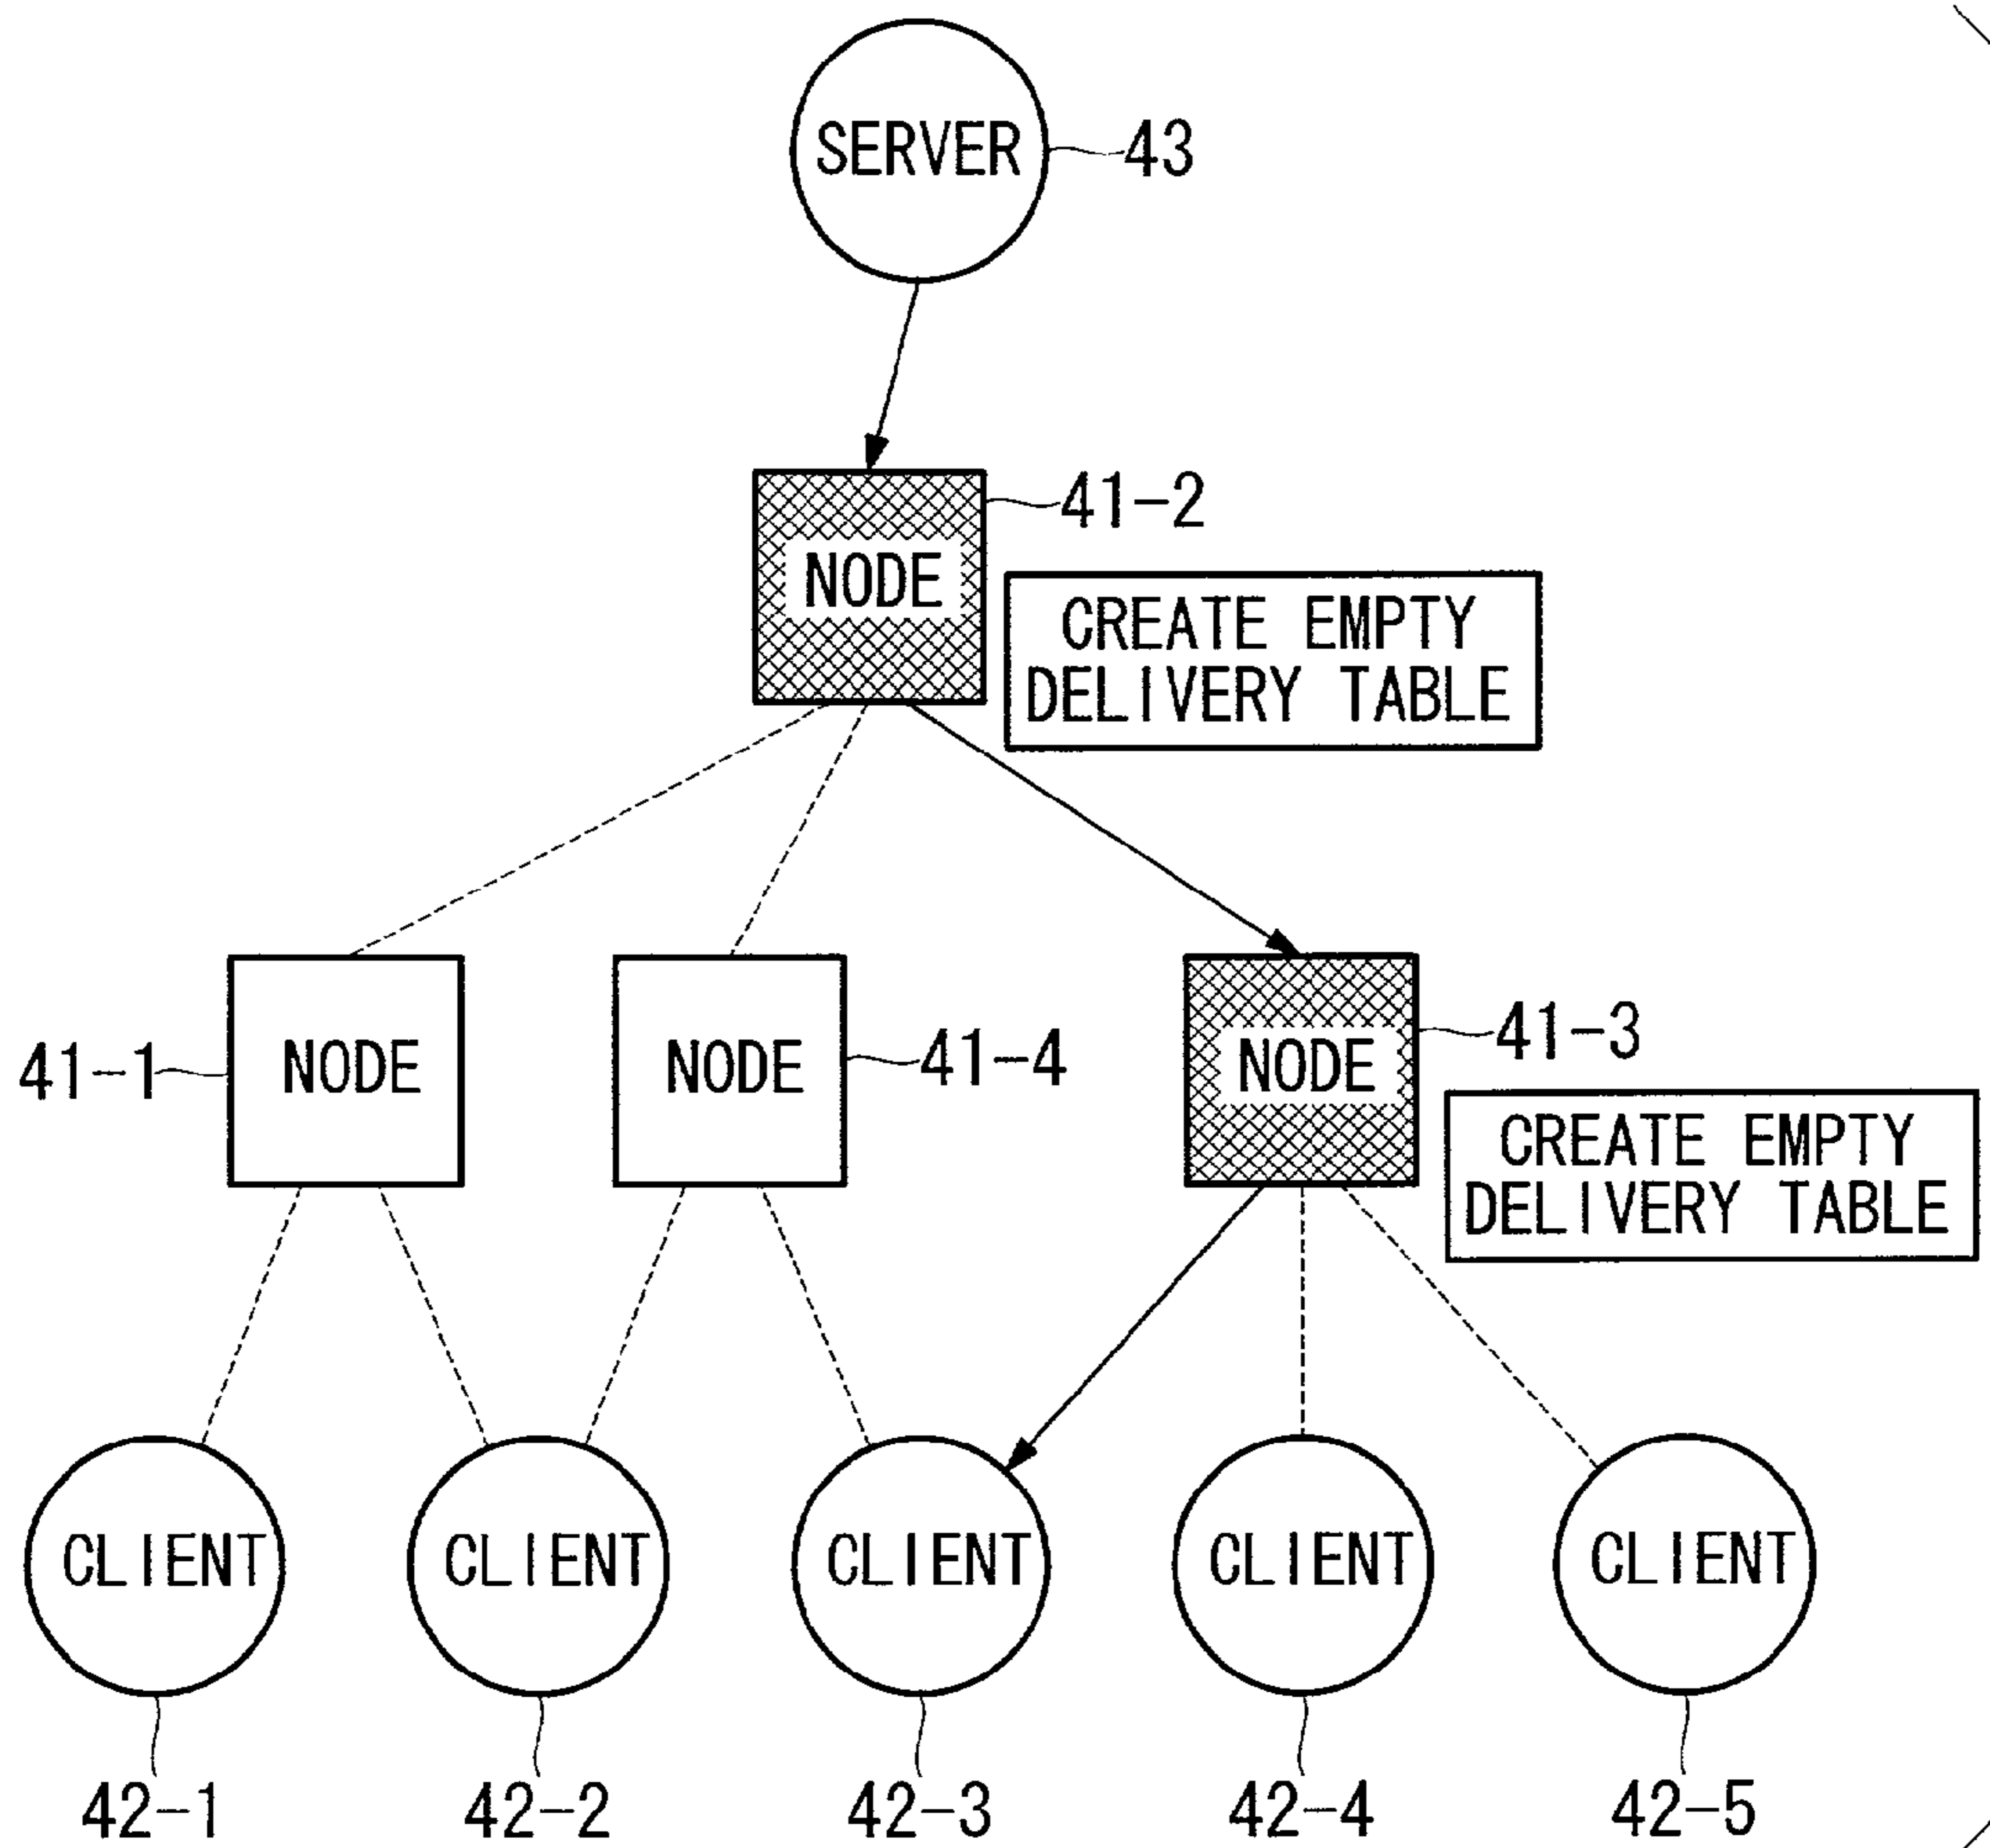 SERVER
43
41-2
NODE
CREATE EMPTY
DELIVERY TABLE
41-1
NODE
NODE
41-4
NODE
41-3
CREATE EMPTY
DELIVERY TABLE
CLIENT
CLIENT
CLIENT
CLIENT
CLIENT
42-1
42-2
42-3
42-4
42-5